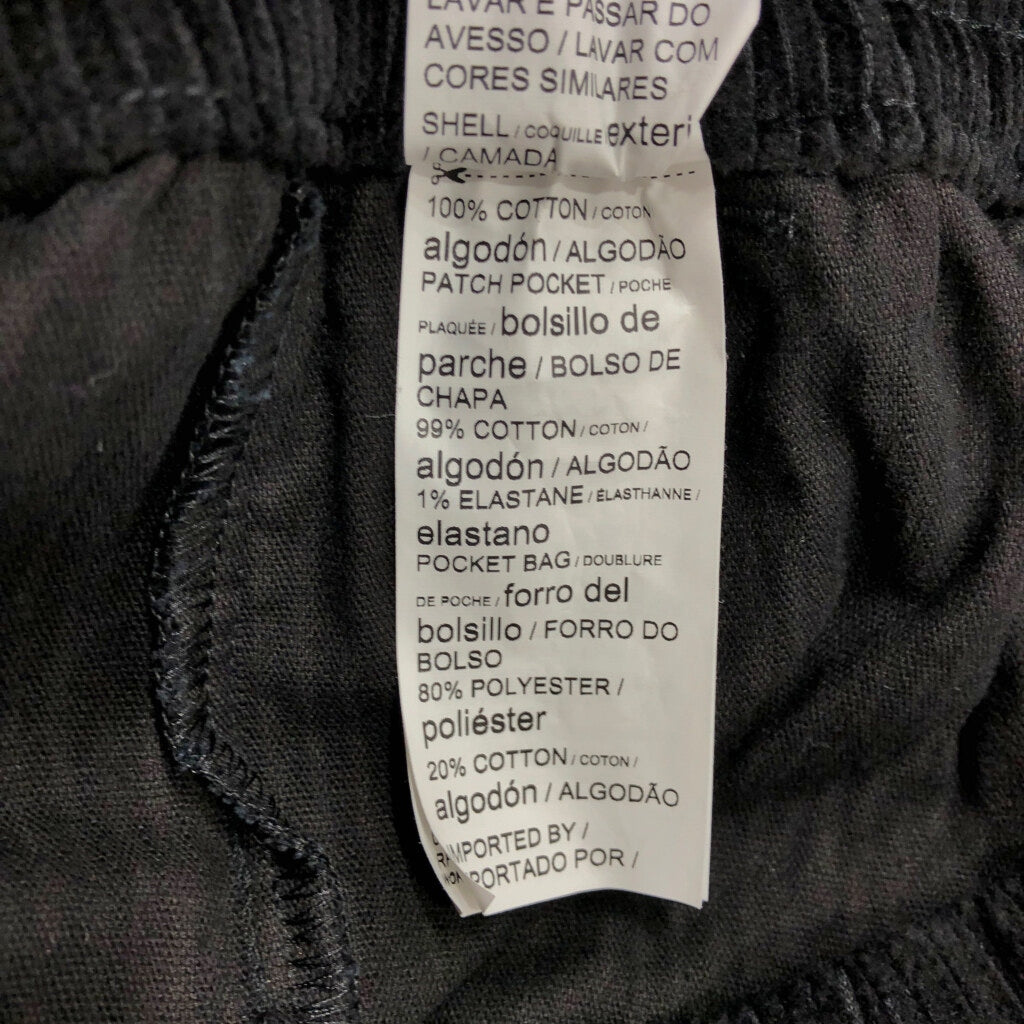 LAVAR E PASSAR DO
AVESSO / LAVAR COM
CORES SIMILARES
SHELL / COQUILLE exteri
/ CAMADA
100% COTTON / COTON
algodón / ALGODÃO
PATCH POCKET / POCHE
PLAQUÉE / bolsillo de
parche / BOLSO DE
CHAPA
99% COTTON / COTON /
algodón / ALGODÃO
1% ELASTANE / ÉLASTHANNE /
elastano
POCKET BAG / DOUBLURE
DE POCHE / forro del
bolsillo / FORRO DO
BOLSO
80% POLYESTER /
poliéster
20% COTTON / COTON /
algodón / ALGODÃO
IMPORTED BY /
PORTADO POR /